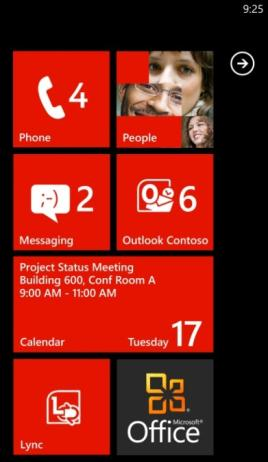 9:25
4
Phone
People
;-)
2
Messaging
6
Outlook Contoso
Project Status Meeting
Building 600, Conf Room A
9:00 AM - 11:00 AM
Calendar
Tuesday 17
Lync
Microsoft®
Office